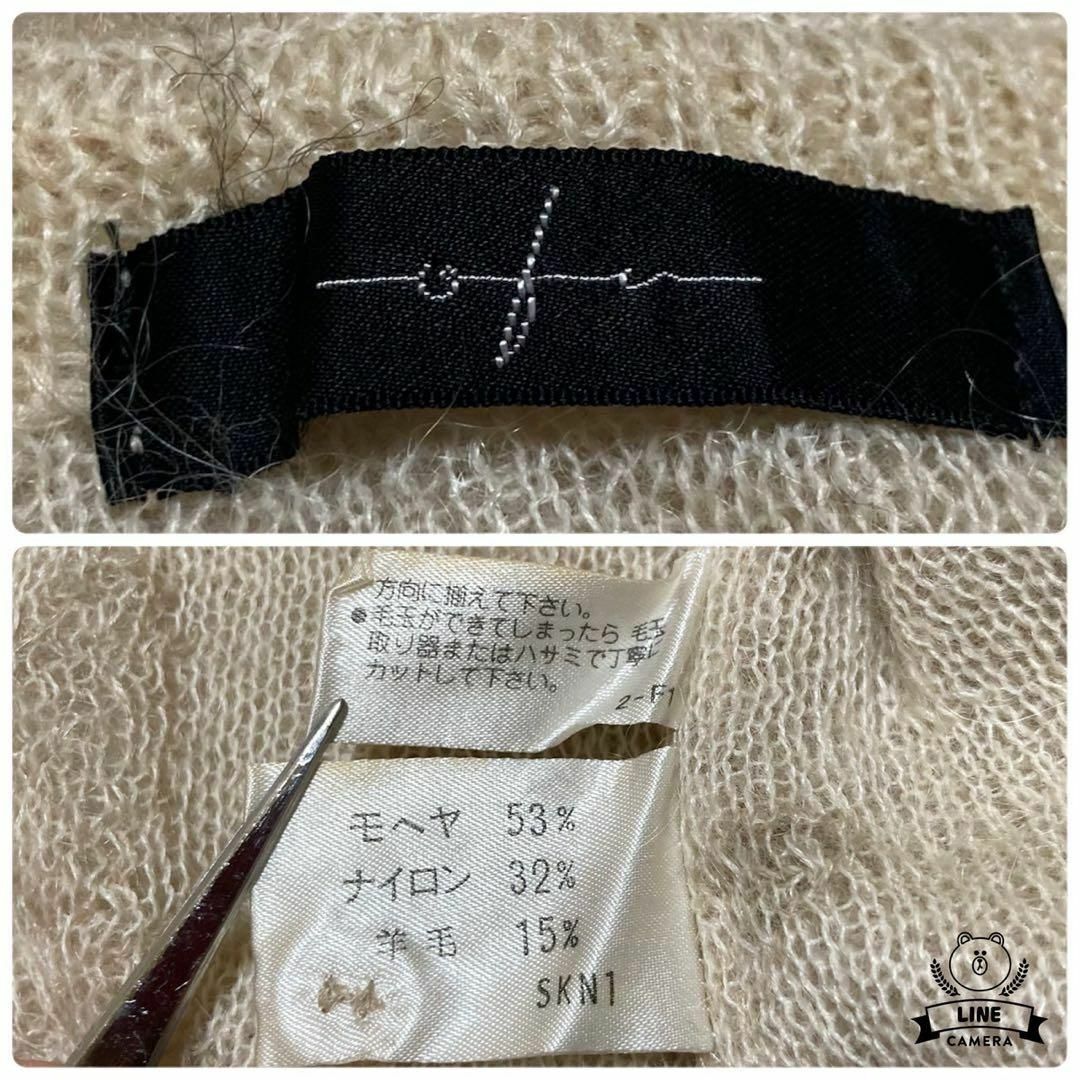 方向に揃えて下さい。
●毛玉ができてしまったら 毛玉
取り器またはハサミで丁寧に
カットして下さい。
2-F1
モヘヤ 53%
ナイロン 32%
羊毛 15%
SKN1
LINE
CAMERA